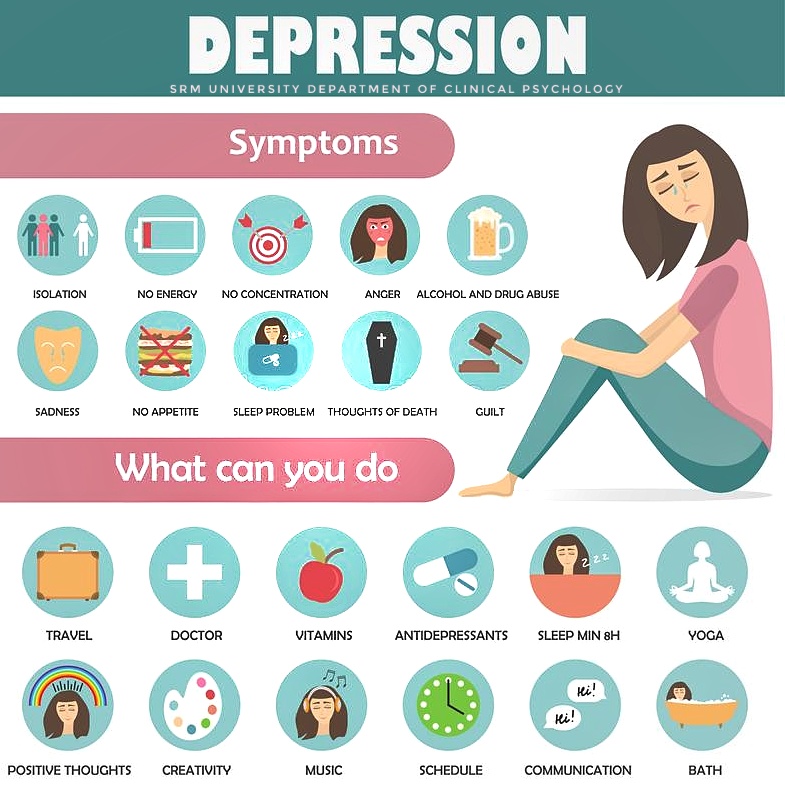 DEPRESSION
SRM UNIVERSITY DEPARTMENT OF CLINICAL PSYCHOLOGY
Symptoms
ISOLATION NO ENERGY NO CONCENTRATION ANGER ALCOHOL AND DRUG ABUSE
zzz
SADNESS NO APPETITE SLEEP PROBLEM THOUGHTS OF DEATH GUILT
What can you do
zzz
TRAVEL DOCTOR VITAMINS ANTIDEPRESSANTS SLEEP MIN 8H YOGA
Hi!
Hi!
POSITIVE THOUGHTS CREATIVITY MUSIC SCHEDULE COMMUNICATION BATH